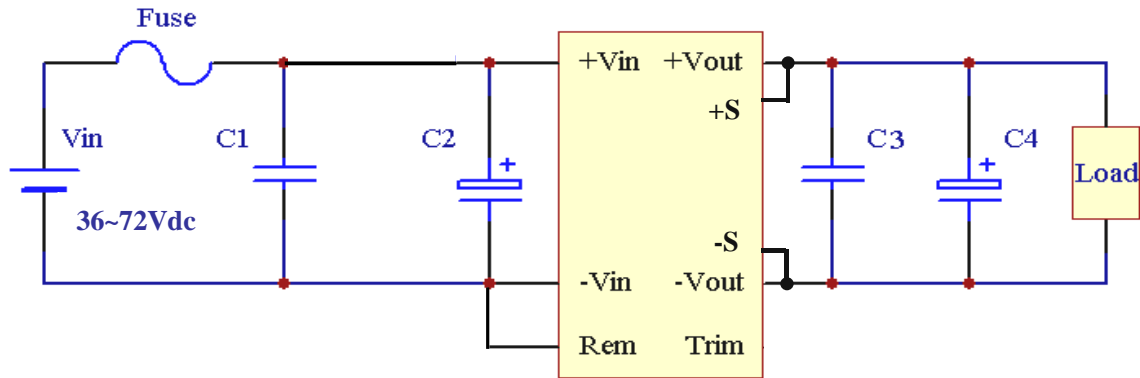 Fuse
+Vin
+Vout
+S
Vin
C1
C2
+
C3
C4
+
Load
36~72Vdc
-S
-Vin
-Vout
Rem
Trim